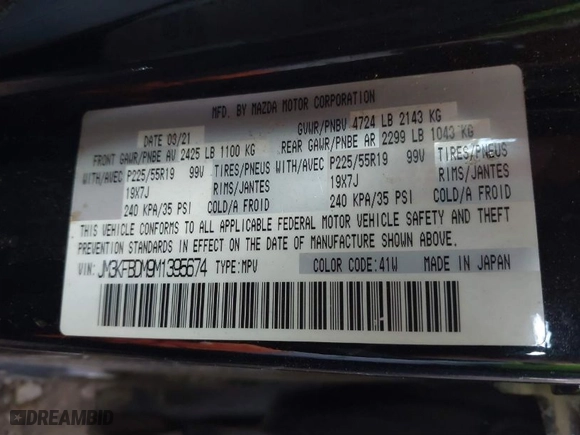 MFD. BY MAZDA MOTOR CORPORATION
DATE 03/21 GVWR/PNBV 4724 LB 2143 KG
FRONT GAWR/PNBE AV 2425 LB 1100 KG REAR GAWR/PNBE AR 2299 LB 1043 KG
WITH/AVEC P225/55R19 99V TIRES/PNEUS WITH/AVEC P225/55R19 99V TIRES/PNEUS
19X7J RIMS/JANTES 19X7J RIMS/JANTES
240 KPA/35 PSI COLD/A FROID 240 KPA/35 PSI COLD/A FROID
THIS VEHICLE CONFORMS TO ALL APPLICABLE FEDERAL MOTOR VEHICLE SAFETY AND THEFT
PREVENTION STANDARDS IN EFFECT ON THE DATE OF MANUFACTURE SHOWN ABOVE.
VIN: JM3KFBDM9M1395674 TYPE:MPV COLOR CODE:41W MADE IN JAPAN
DREAMBID